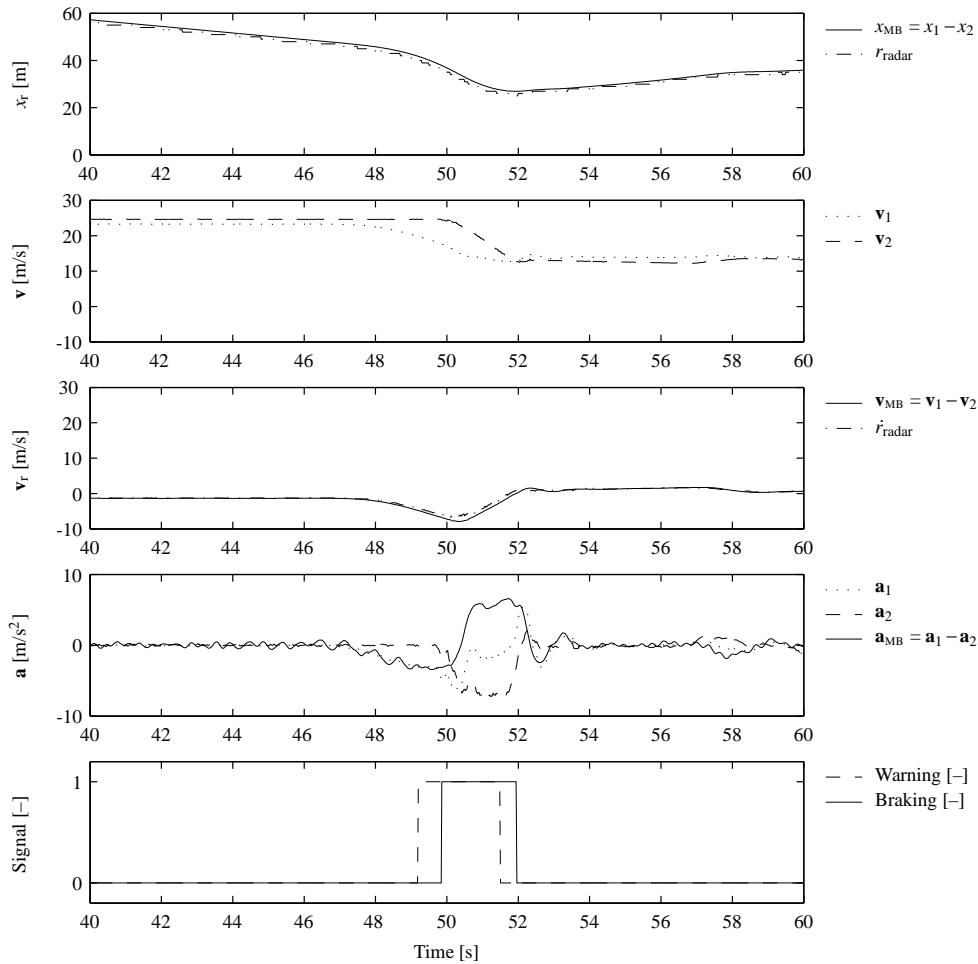 60
40
20
0
x_r [m]
40 42 44 46 48 50 52 54 56 58 60
x_MB = x_1 − x_2
r_radar
30
20
10
0
-10
v [m/s]
40 42 44 46 48 50 52 54 56 58 60
v_1
v_2
30
20
10
0
-10
v_r [m/s]
40 42 44 46 48 50 52 54 56 58 60
v_MB = v_1 − v_2
ṙ_radar
10
0
-10
a [m/s²]
40 42 44 46 48 50 52 54 56 58 60
a_1
a_2
a_MB = a_1 − a_2
1
0
Signal [–]
40 42 44 46 48 50 52 54 56 58 60
Time [s]
Warning [–]
Braking [–]